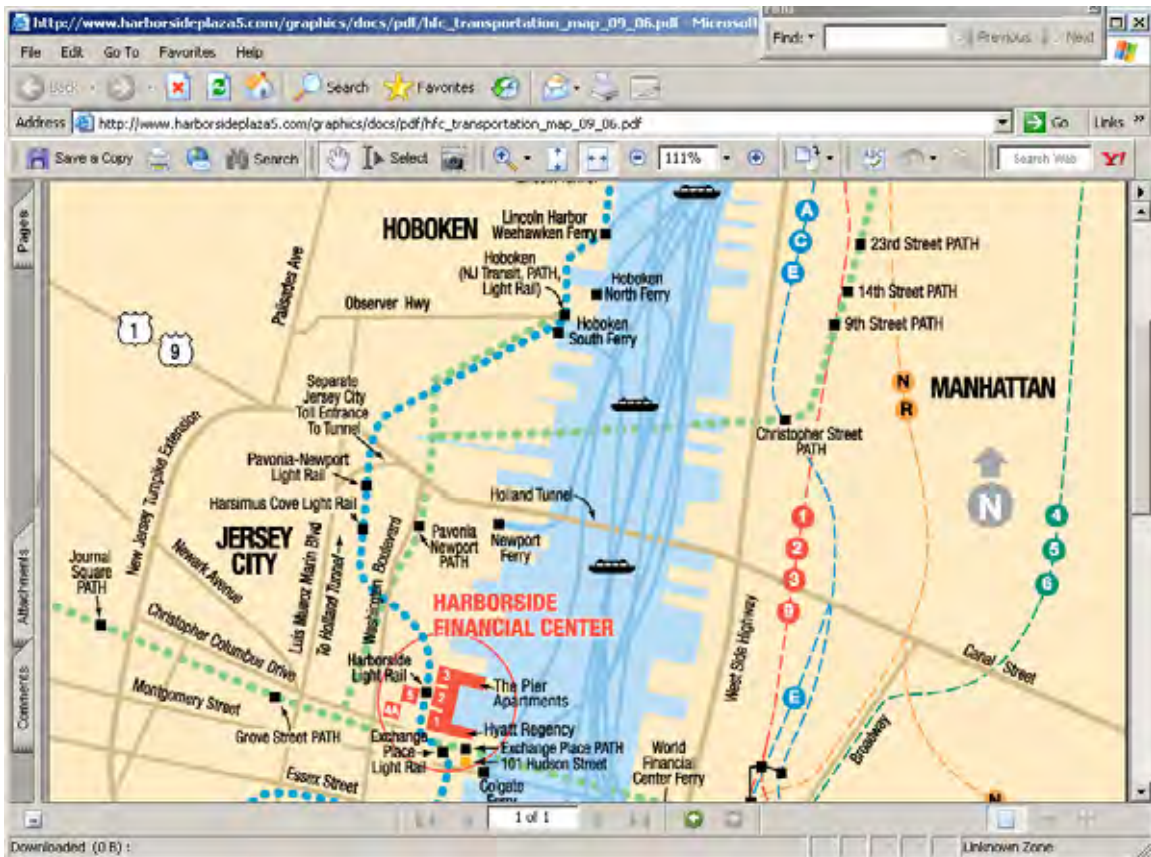 http://www.harborsideplaza5.com/graphics/docs/pdf/hfc_transportation_map_09_06.pdf - Microsoft
Find:
Previous
Next
File Edit Go To Favorites Help
Back
Search
Favorites
Address http://www.harborsideplaza5.com/graphics/docs/pdf/hfc_transportation_map_09_06.pdf
Go
Links »
Save a Copy
Search
Select
111%
Search Web
Y!
Pages
Attachments
Comments
HOBOKEN
Lincoln Harbor
Weehawken Ferry
Hoboken
(NJ Transit, PATH,
Light Rail)
Hoboken
North Ferry
Hoboken
South Ferry
Palisades Ave
Observer Hwy
1
9
A
C
E
23rd Street PATH
14th Street PATH
9th Street PATH
N
R
MANHATTAN
Separate
Jersey City
Toll Entrance
To Tunnel
Christopher Street
PATH
New Jersey Turnpike Extension
Pavonia-Newport
Light Rail
Harsimus Cove Light Rail
Holland Tunnel
N
JERSEY
CITY
1
2
3
9
4
5
6
Journal
Square
PATH
Newark Avenue
Luis Munoz Marin Blvd
To Holland Tunnel
Washington Boulevard
Pavonia
Newport
PATH
Newport
Ferry
HARBORSIDE
FINANCIAL CENTER
West Side Highway
Canal Street
Christopher Columbus Drive
Harborside
Light Rail
3
2
1
5
4A
The Pier
Apartments
Hyatt Regency
E
Broadway
Montgomery Street
Grove Street PATH
Exchange
Place
Light Rail
Exchange Place PATH
101 Hudson Street
World
Financial
Center Ferry
Essex Street
Colgate
N
1 of 1
Downloaded (0 B) :
Unknown Zone